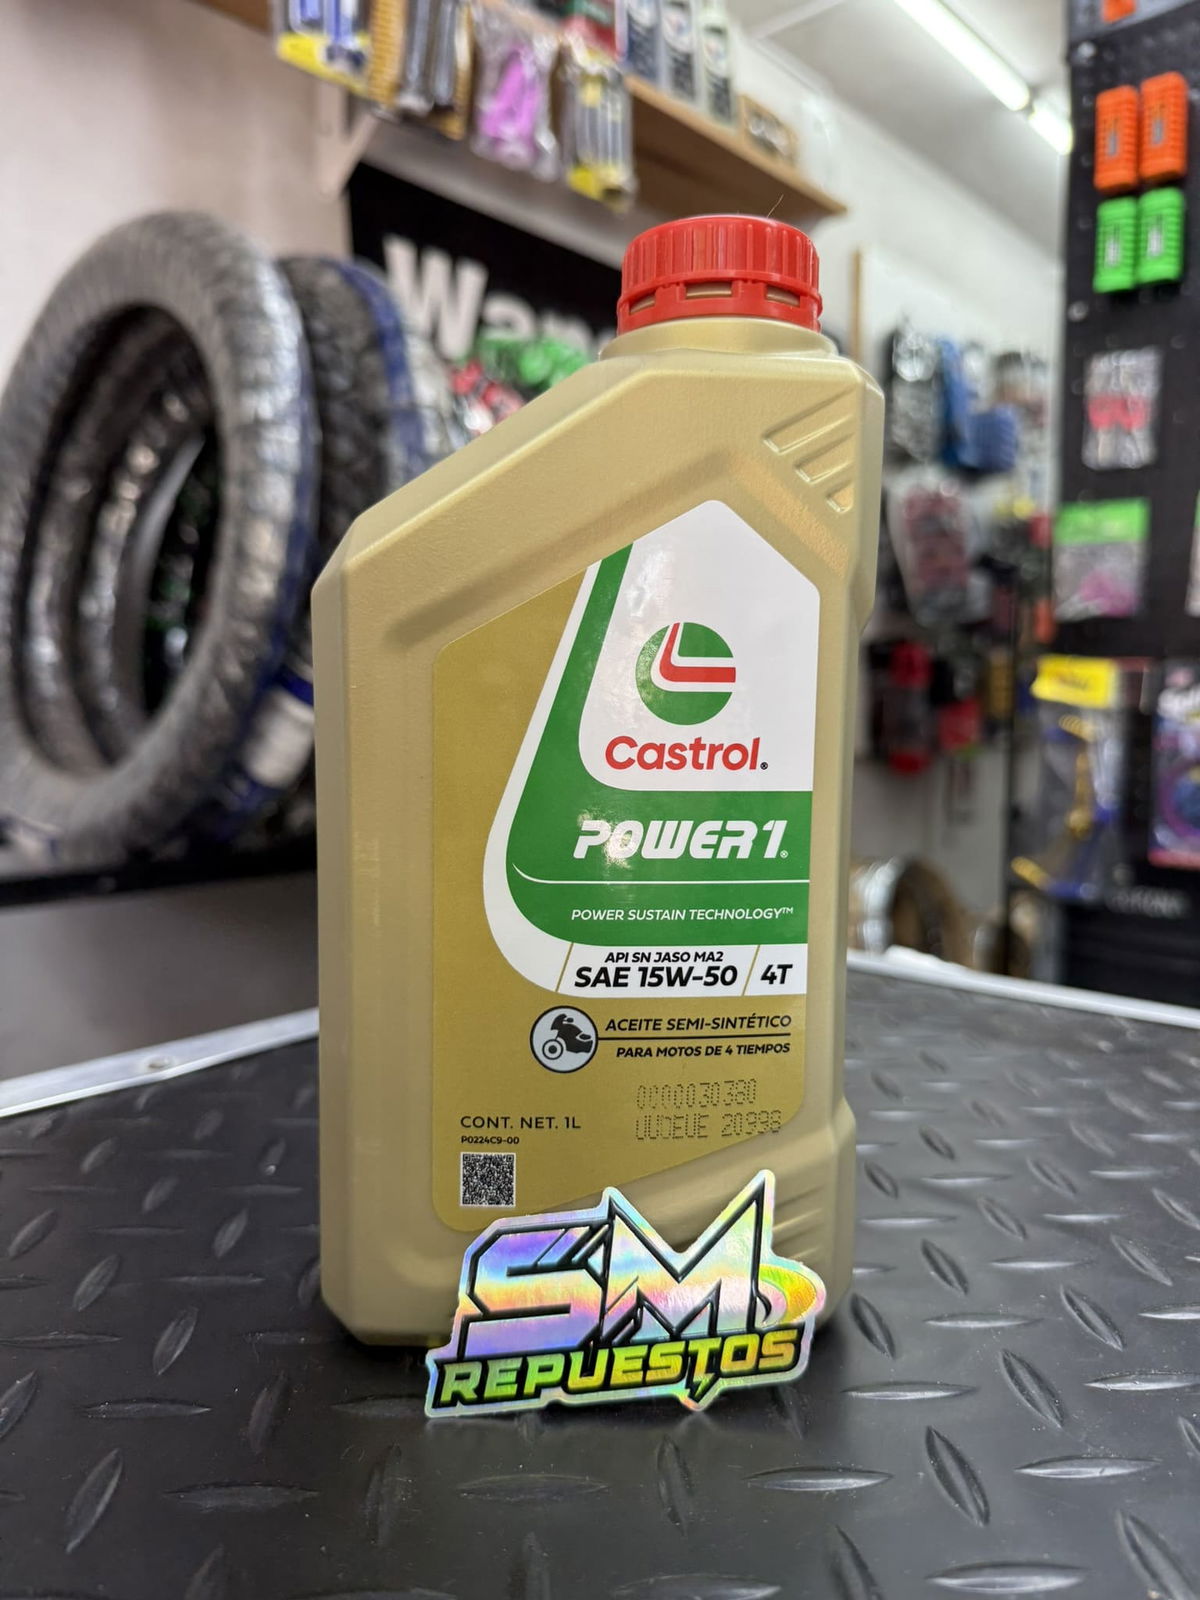 Castrol®
POWER1®
POWER SUSTAIN TECHNOLOGY™
API SN JASO MA2
SAE 15W-50 4T
ACEITE SEMI-SINTÉTICO
PARA MOTOS DE 4 TIEMPOS
CONT. NET. 1L
P0224C9-00
SM
REPUESTOS